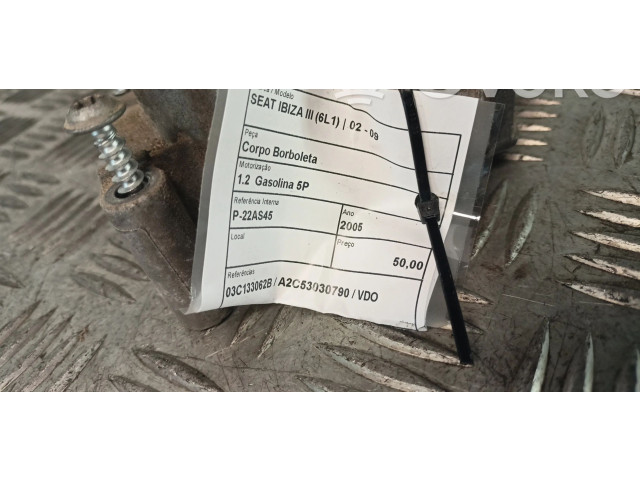 / Modelo
SEAT IBIZA III (6L1) | 02 - 09
Peça
Corpo Borboleta
Motorização
1.2 Gasolina 5P
Referência Interna
P-22AS45
Ano
2005
Local
Preço
50,00
Referências
03C133062B / A2C53030790 / VDO